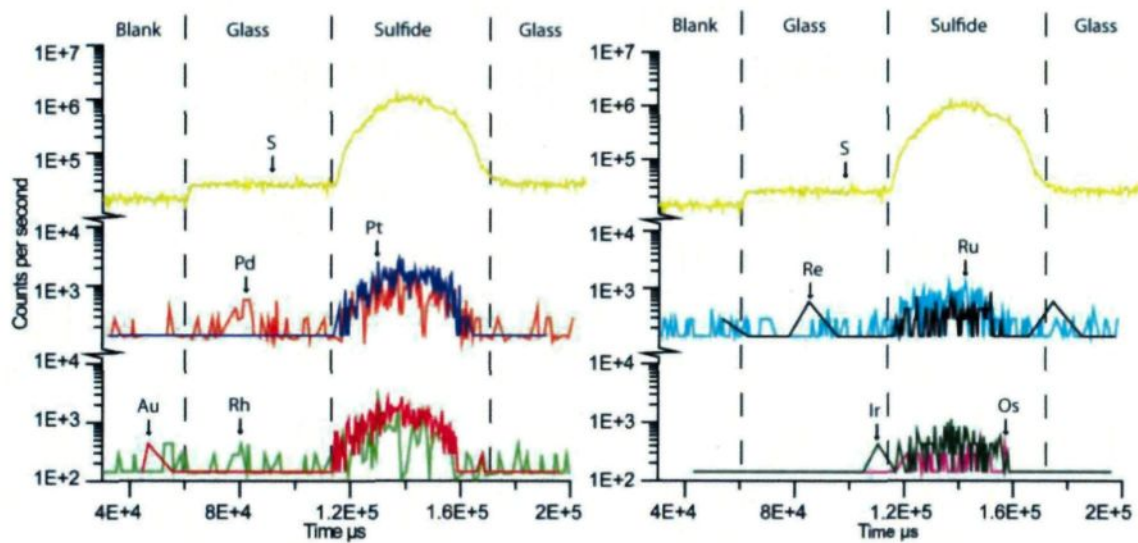 Blank Glass Sulfide Glass
1E+7
1E+6
1E+5
S
1E+4
Pt
Pd
1E+3
1E+4
Au Rh
1E+3
1E+2
4E+4 8E+4 1.2E+5 1.6E+5 2E+5
Time µs
Counts per second
Blank Glass Sulfide Glass
1E+7
1E+6
1E+5
S
1E+4
Ru
Re
1E+3
1E+4
Ir Os
1E+3
1E+2
4E+4 8E+4 1.2E+5 1.6E+5 2E+5
Time µs